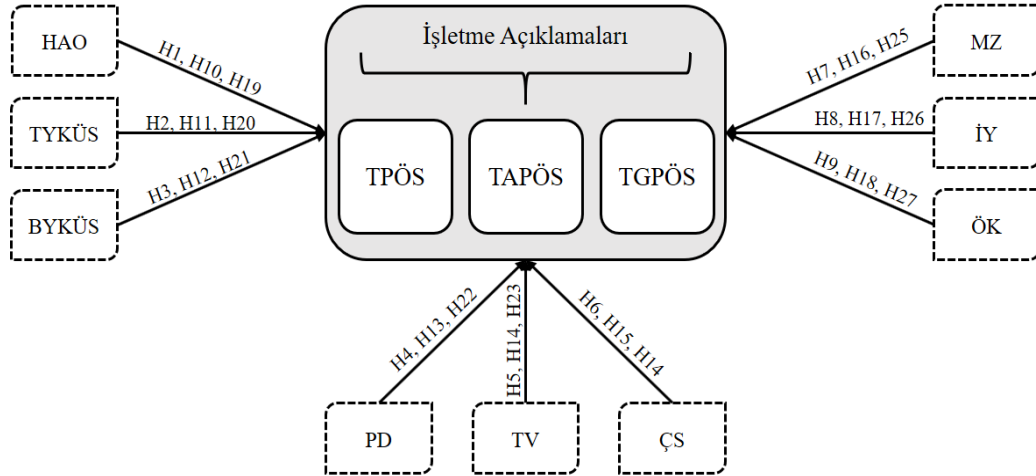 HAO
H1, H10, H19
TYKÜS
H2, H11, H20
BYKÜS
H3, H12, H21
İşletme Açıklamaları
TPÖS
TAPÖS
TGPÖS
MZ
H7, H16, H25
İY
H8, H17, H26
ÖK
H9, H18, H27
H4, H13, H22
H5, H14, H23
H6, H15, H14
PD
TV
ÇS